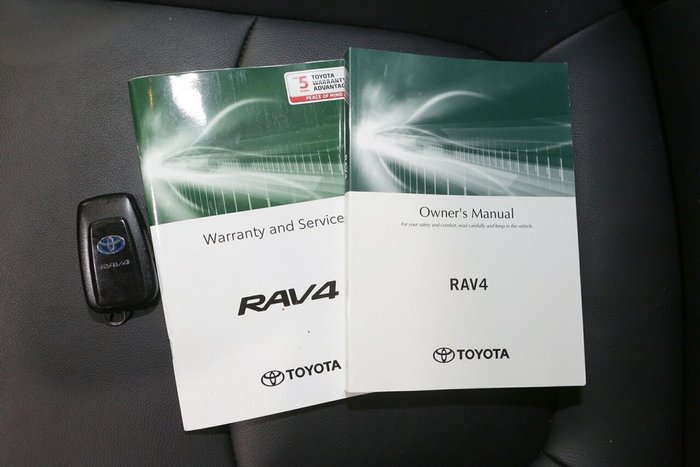 5
YEARS
TOYOTA
WARRANTY
ADVANTAGE
PEACE OF MIND
Warranty and Service
RAV4
TOYOTA
Owner's Manual
For your safety and comfort, read carefully and keep in the vehicle.
RAV4
TOYOTA
RAV4